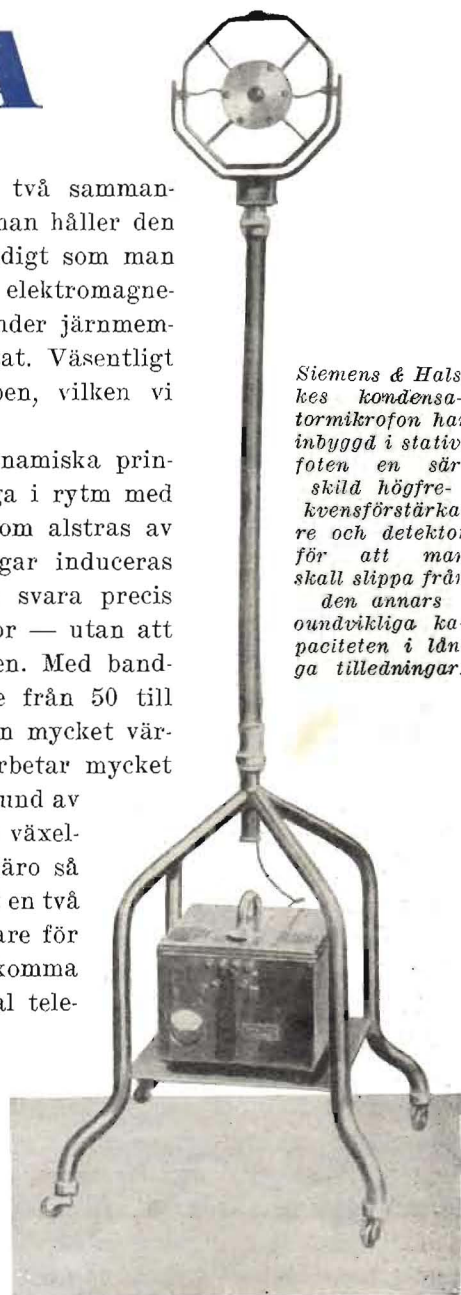 A
två samman-
man håller den
digt som man
elektromagne-
nder järnmem-
at. Väsentligt
pen, vilken vi
namiska prin-
ga i rytm med
om alstras av
gar induceras
svara precis
or — utan att
en. Med band-
e från 50 till
n mycket vär-
rbetar mycket
und av
växel-
äro så
en två
are för
komma
al tele-
Siemens & Hals-
kes kondensa-
tormikrofon har
inbyggd i stativ-
foten en sär-
skild högfre-
kvensförstärka-
re och detektor
för att man
skall slippa från
den annars
oundvikliga ka-
paciteten i lån-
ga tilledningar.